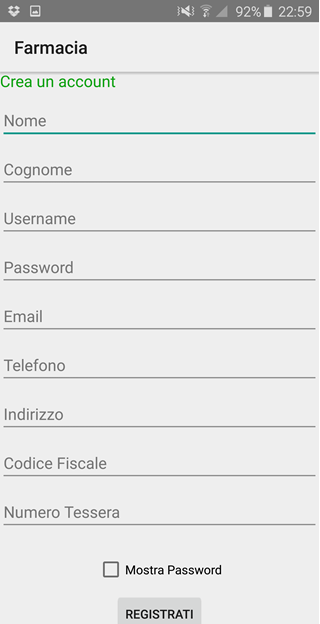 92% 22:59
Farmacia
Crea un account
Nome
Cognome
Username
Password
Email
Telefono
Indirizzo
Codice Fiscale
Numero Tessera
Mostra Password
REGISTRATI